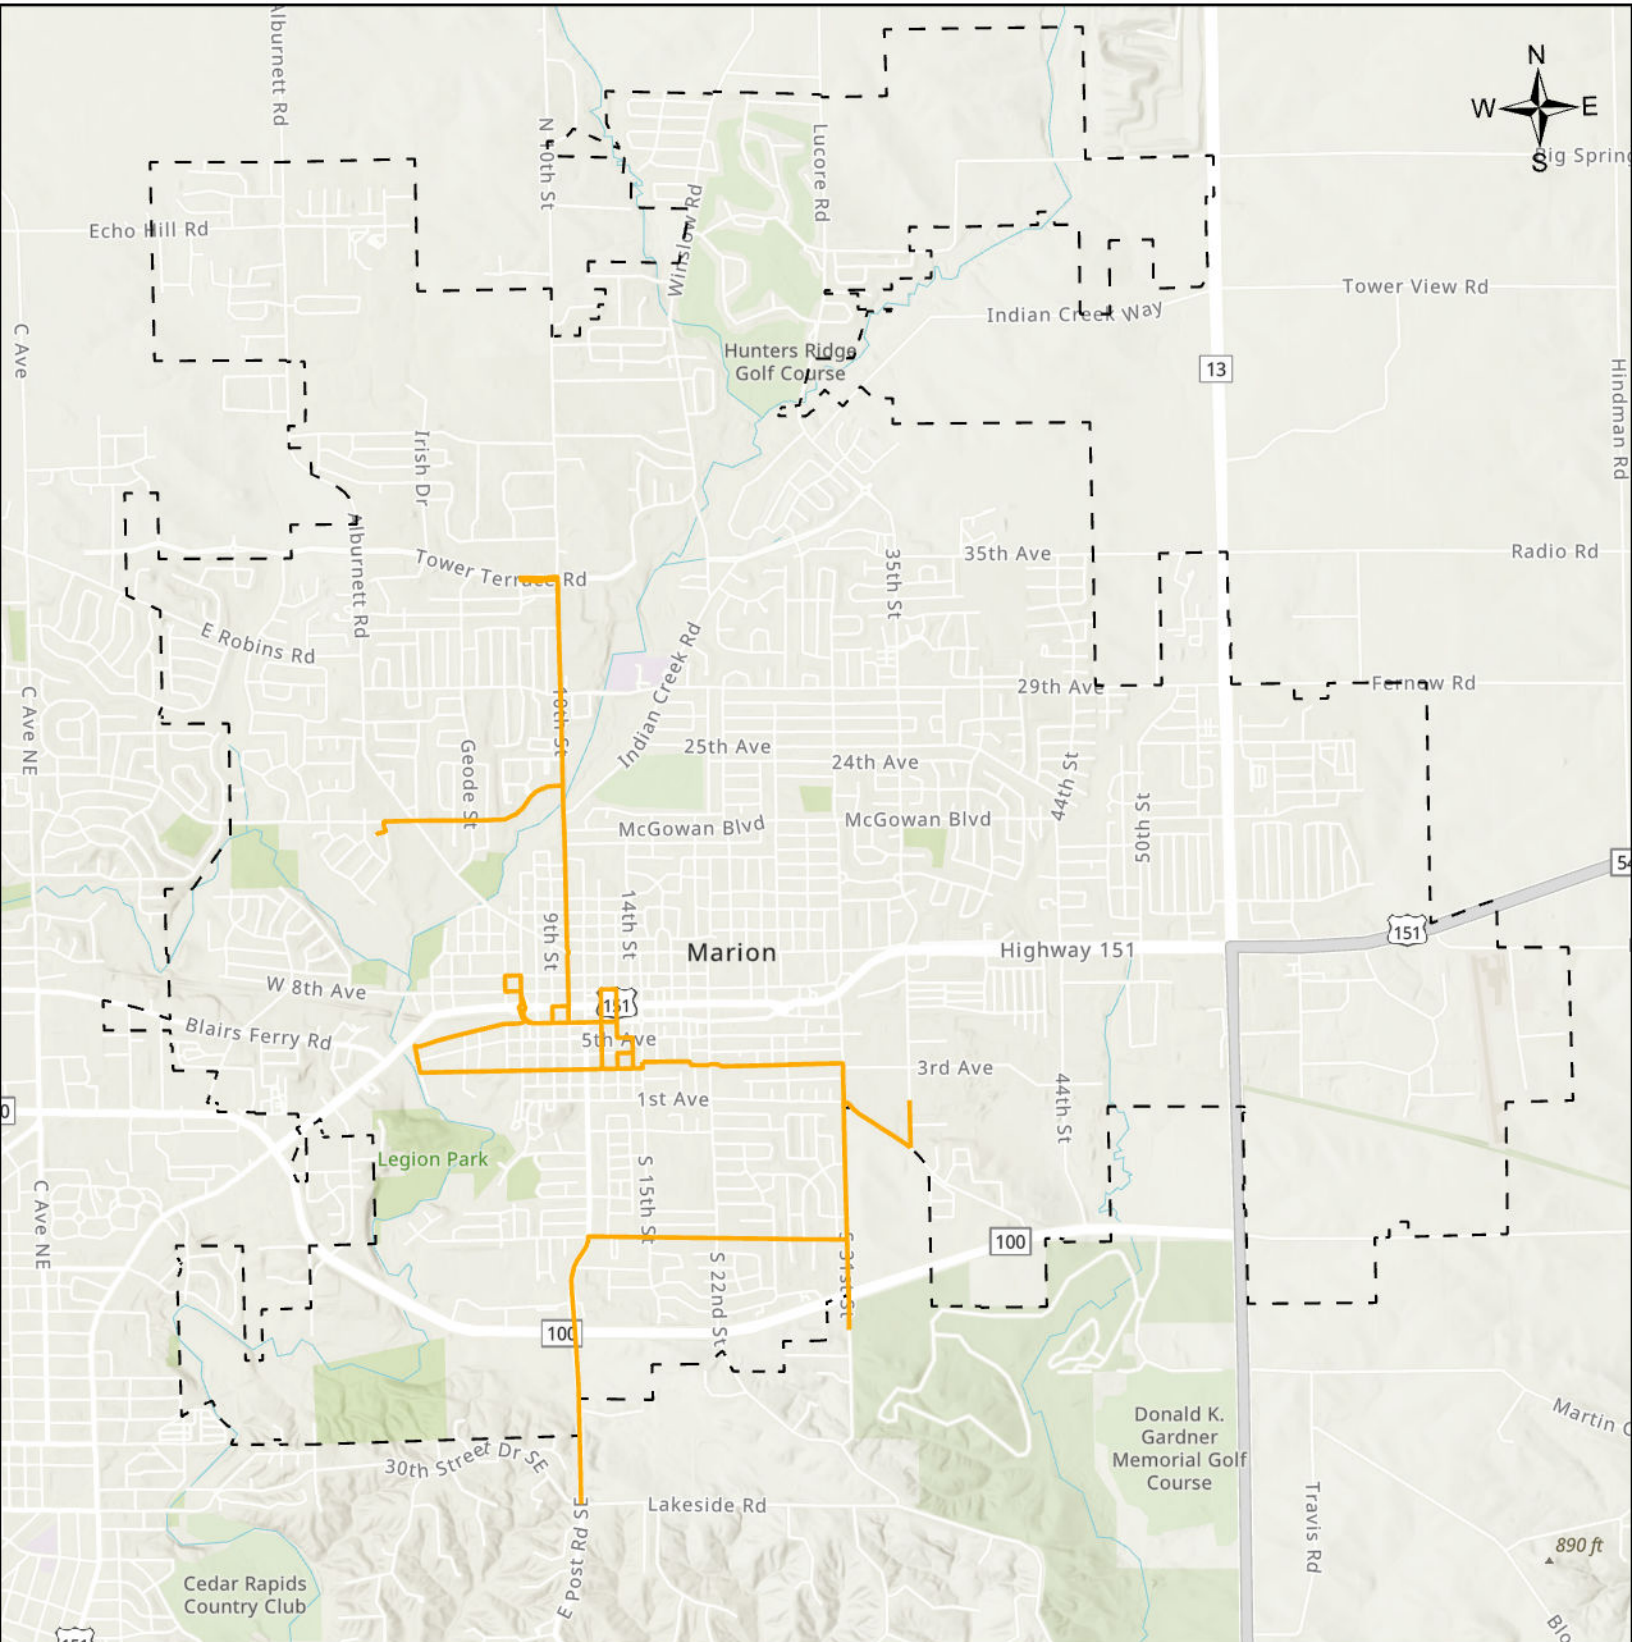 Alburnett Rd
N
W
E
S
N 10th St
Lucore Rd
Big Spring
Echo Hill Rd
Winslow Rd
Tower View Rd
Indian Creek Way
C Ave
Hunters Ridge
Golf Course
13
Hindman Rd
Irish Dr
Alburnett Rd
Tower Terrace Rd
35th St
35th Ave
Radio Rd
E Robins Rd
Indian Creek Rd
29th Ave
Fernow Rd
C Ave NE
10th St
Geode St
25th Ave
24th Ave
44th St
50th St
McGowan Blvd
McGowan Blvd
54
9th St
14th St
Marion
Highway 151
151
W 8th Ave
151
Blairs Ferry Rd
5th Ave
3rd Ave
1st Ave
44th St
0
Legion Park
C Ave NE
S 15th St
S 22nd St
S 31st St
100
100
Donald K.
Gardner
Memorial Golf
Course
Martin C
30th Street Dr SE
Lakeside Rd
E Post Rd SE
Travis Rd
890 ft
Cedar Rapids
Country Club
Blo
151